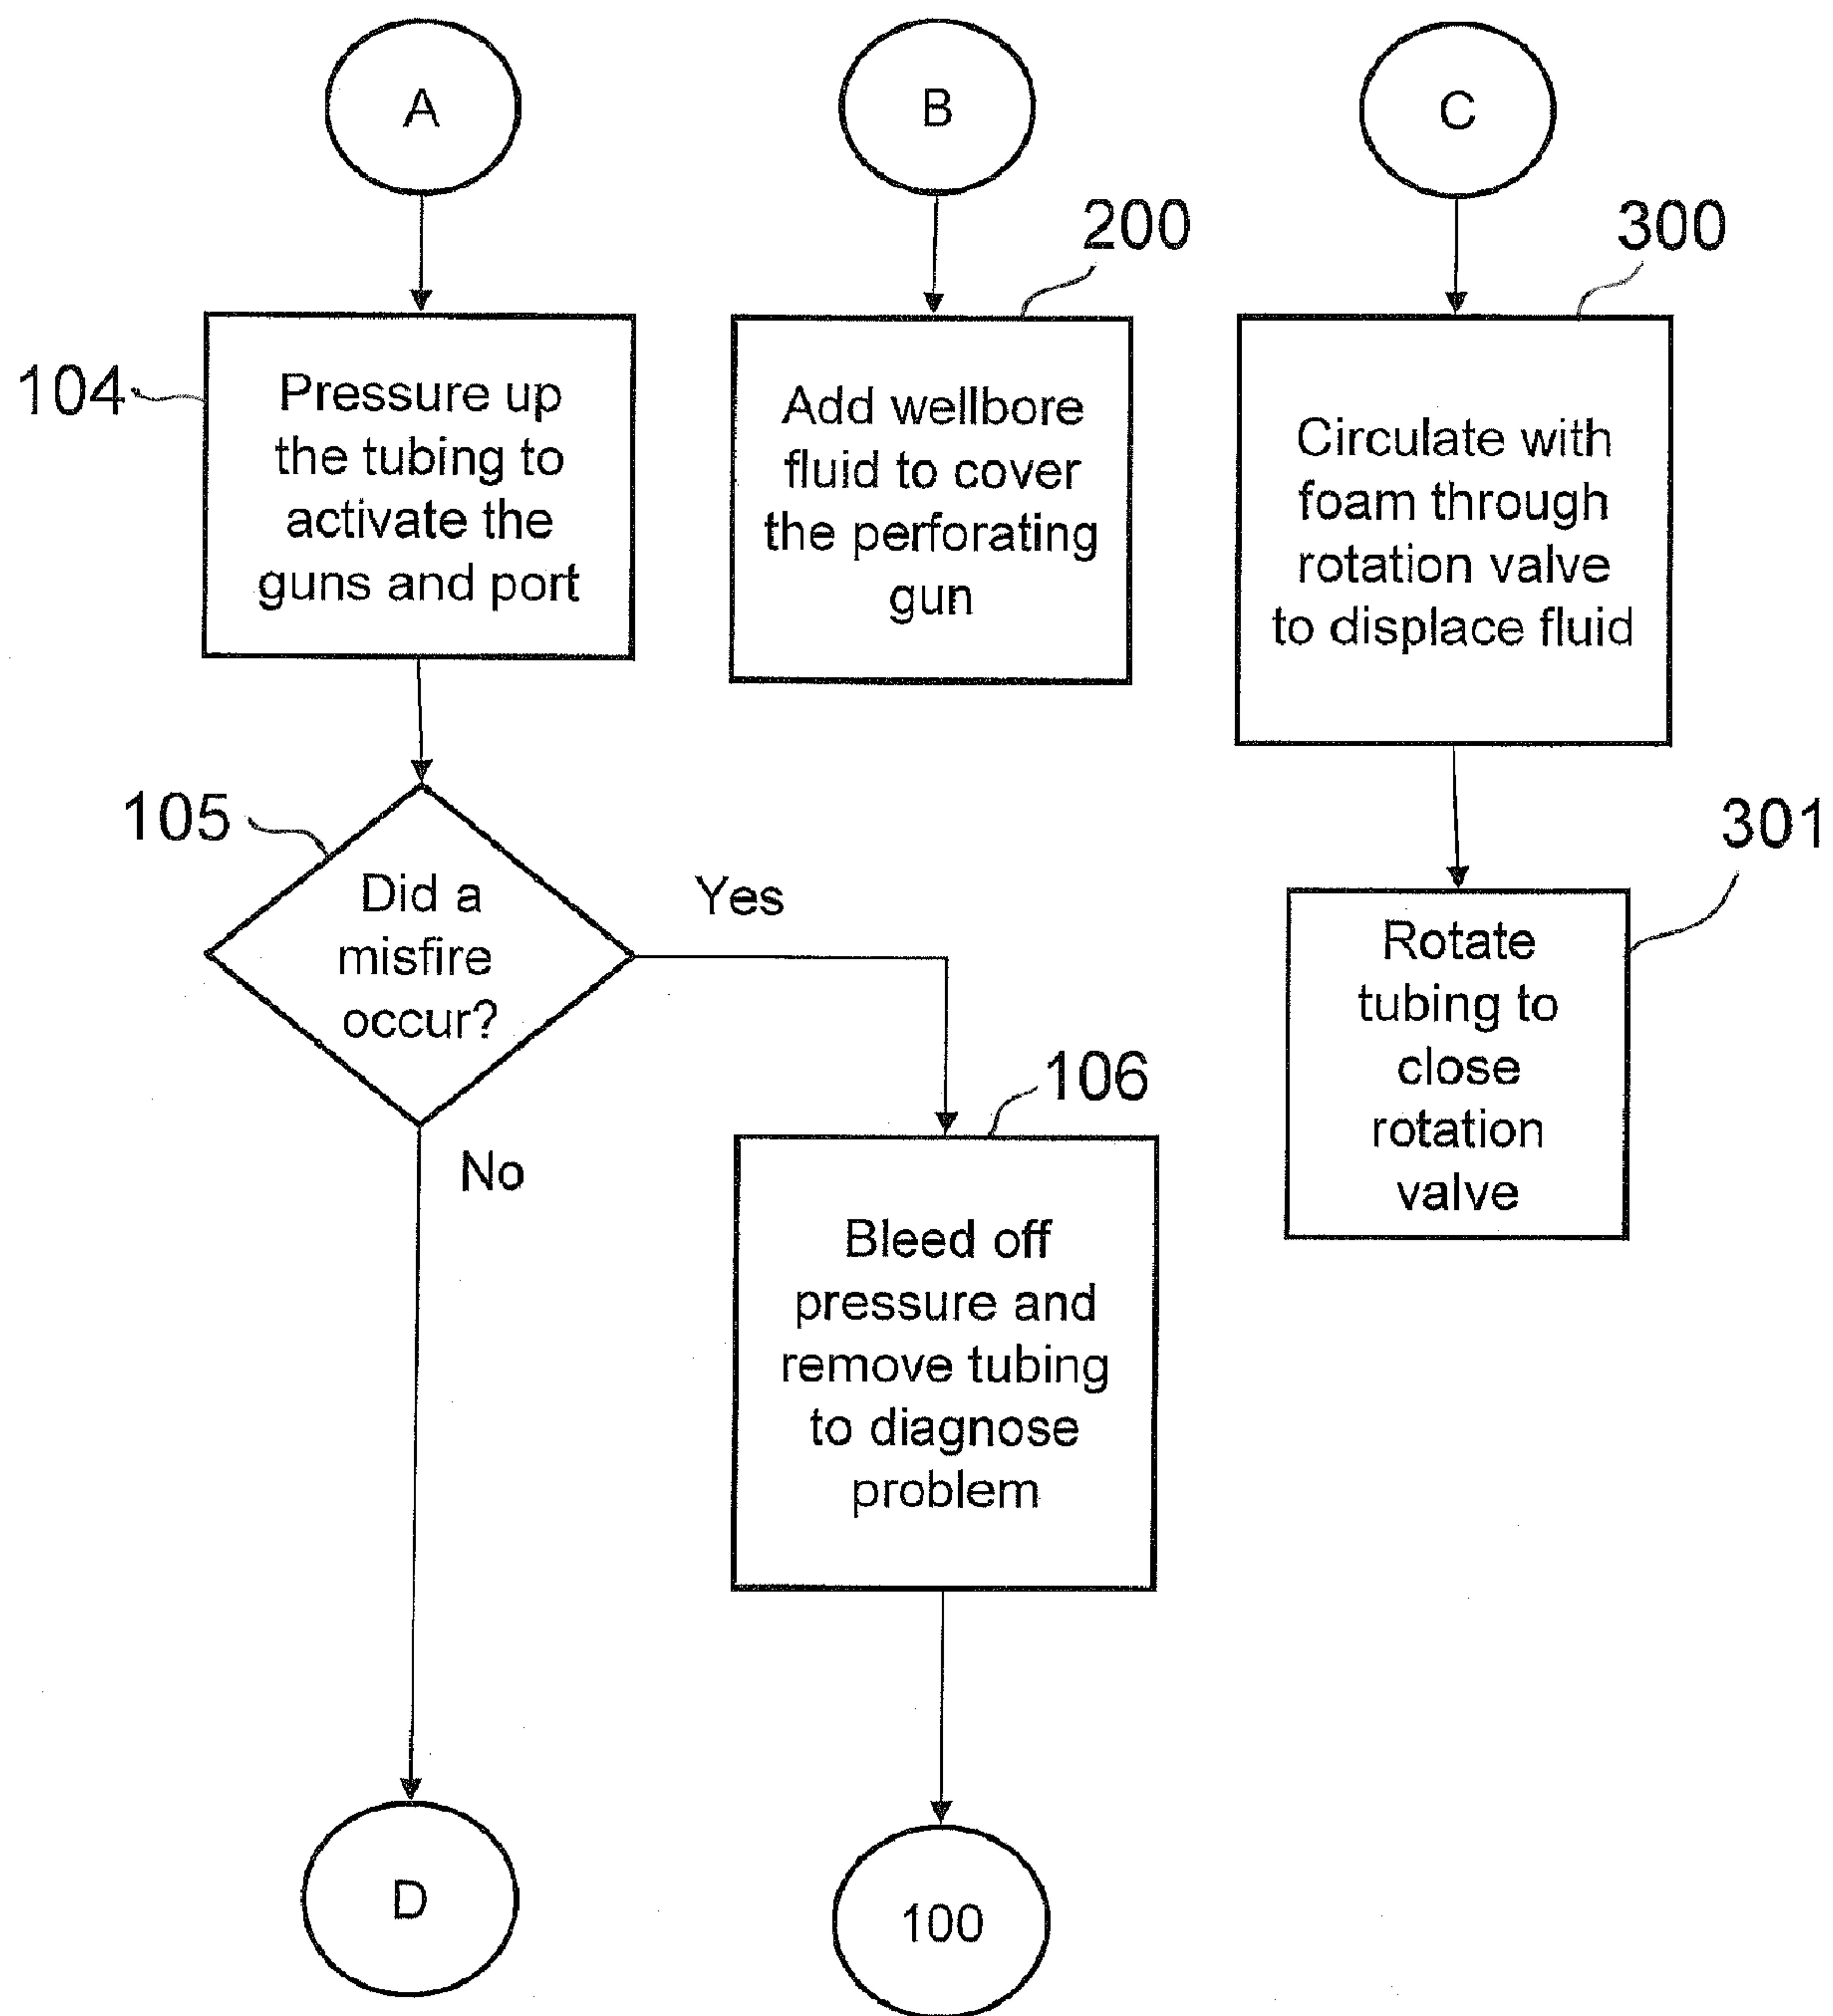 A
B
C
200
300
104
Pressure up
the tubing to
activate the
guns and port
Add wellbore
fluid to cover
the perforating
gun
Circulate with
foam through
rotation valve
to displace fluid
105
Did a
misfire
occur?
Yes
No
301
Rotate
tubing to
close
rotation
valve
106
Bleed off
pressure and
remove tubing
to diagnose
problem
D
100